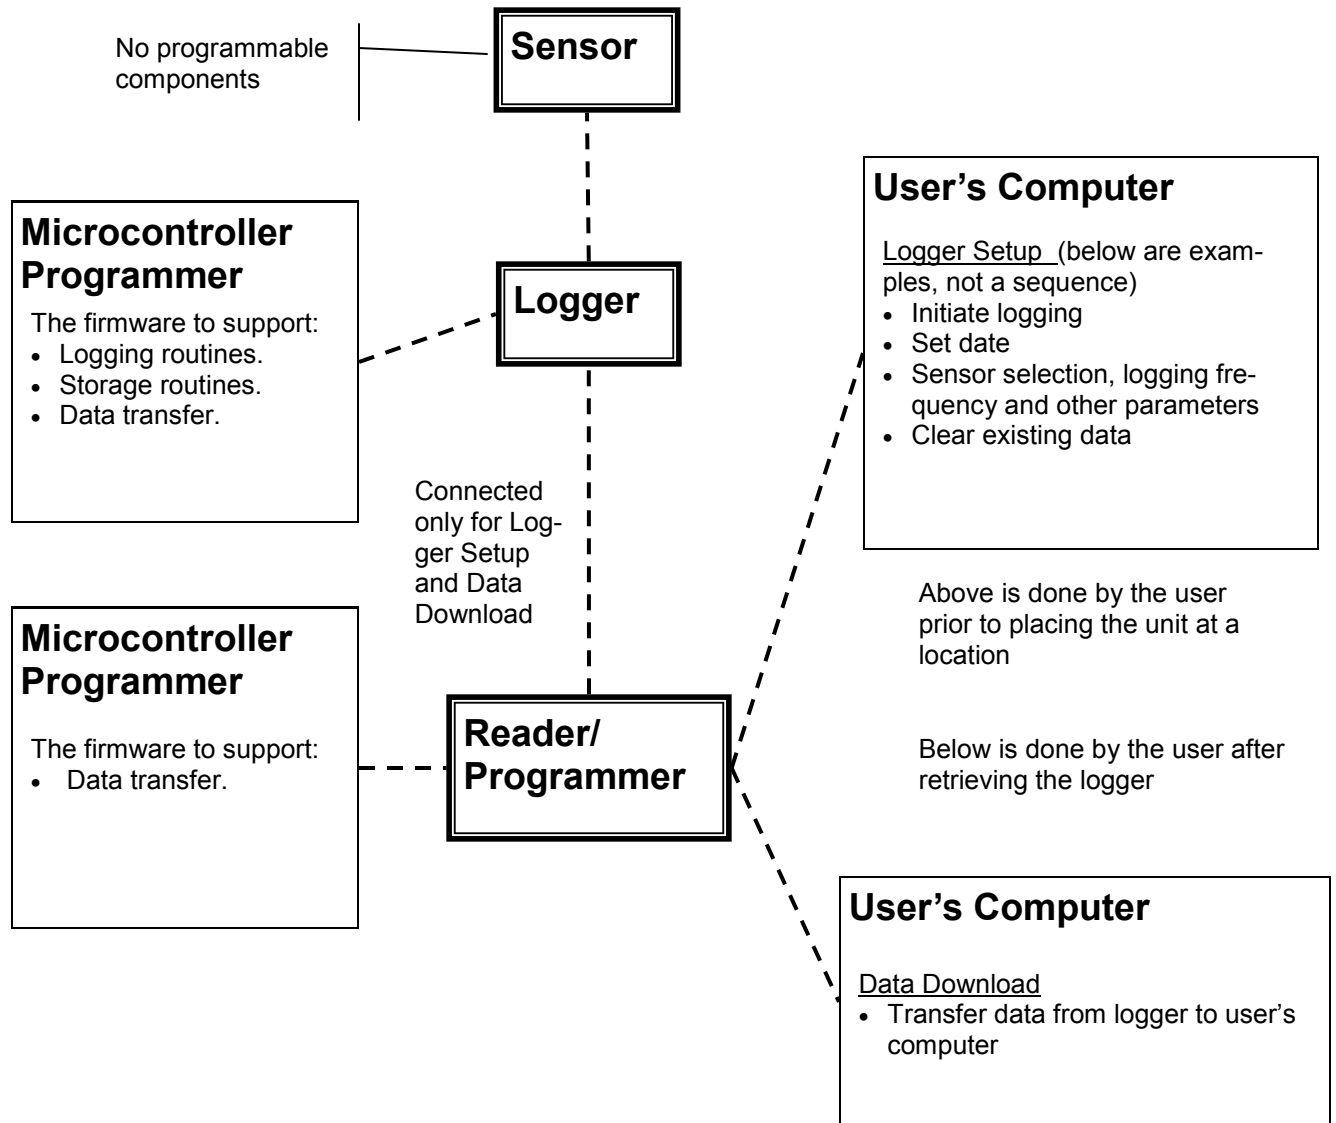 No programmable
components
Sensor
Microcontroller
Programmer
The firmware to support:
• Logging routines.
• Storage routines.
• Data transfer.
Logger
User’s Computer
Logger Setup (below are exam-
ples, not a sequence)
• Initiate logging
• Set date
• Sensor selection, logging fre-
quency and other parameters
• Clear existing data
Connected
only for Log-
ger Setup
and Data
Download
Above is done by the user
prior to placing the unit at a
location
Microcontroller
Programmer
The firmware to support:
• Data transfer.
Reader/
Programmer
Below is done by the user after
retrieving the logger
User’s Computer
Data Download
• Transfer data from logger to user’s
computer